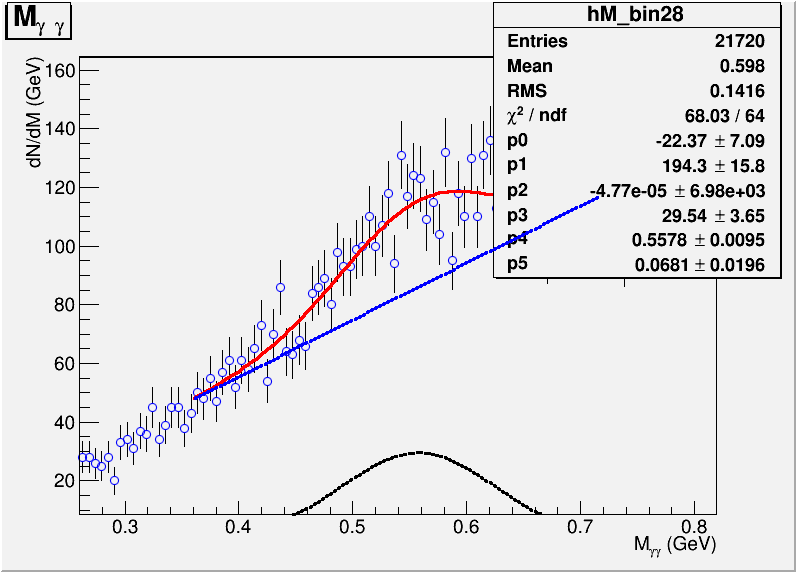 Mγ γ
hM_bin28
Entries 21720
Mean 0.598
RMS 0.1416
χ² / ndf 68.03 / 64
p0 -22.37 ± 7.09
p1 194.3 ± 15.8
p2 -4.77e-05 ± 6.98e+03
p3 29.54 ± 3.65
p4 0.5578 ± 0.0095
p5 0.0681 ± 0.0196
dN/dM (GeV)
160
140
120
100
80
60
40
20
0.3 0.4 0.5 0.6 0.7 0.8
Mγγ (GeV)